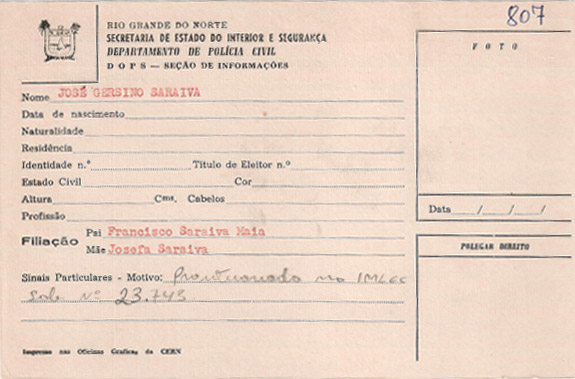 807
RIO GRANDE DO NORTE
SECRETARIA DE ESTADO DO INTERIOR E SEGURANÇA
DEPARTAMENTO DE POLÍCIA CIVIL
DOPS — SEÇÃO DE INFORMAÇÕES
FOTO
Nome JOSÉ GERSINO SARAIVA
Data de nascimento
Naturalidade
Residência
Identidade n.° Título de Eleitor n.°
Estado Civil Cor
Altura Cms. Cabelos
Profissão
Data / / /
Filiação
Pai Francisco Saraiva Maia
Mãe Josefa Saraiva
POLEGAR DIREITO
Sinais Particulares - Motivo: Prontuariado no IMLEC
sob Nº 23.745
Impresso nas Oficinas Gráficas da CERN